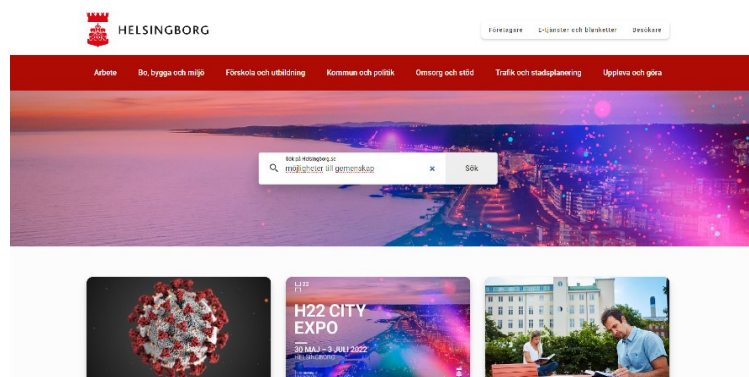 HELSINGBORG
Företagare E-tjänster och blanketter Besökare
Arbete Bo, bygga och miljö Förskola och utbildning Kommun och politik Omsorg och stöd Trafik och stadsplanering Uppleva och göra
Sök på Helsingborg.se
möjligheter till gemenskap × Sök
H22
H22 CITY
EXPO
30 MAJ – 3 JULI 2022
HELSINGBORG